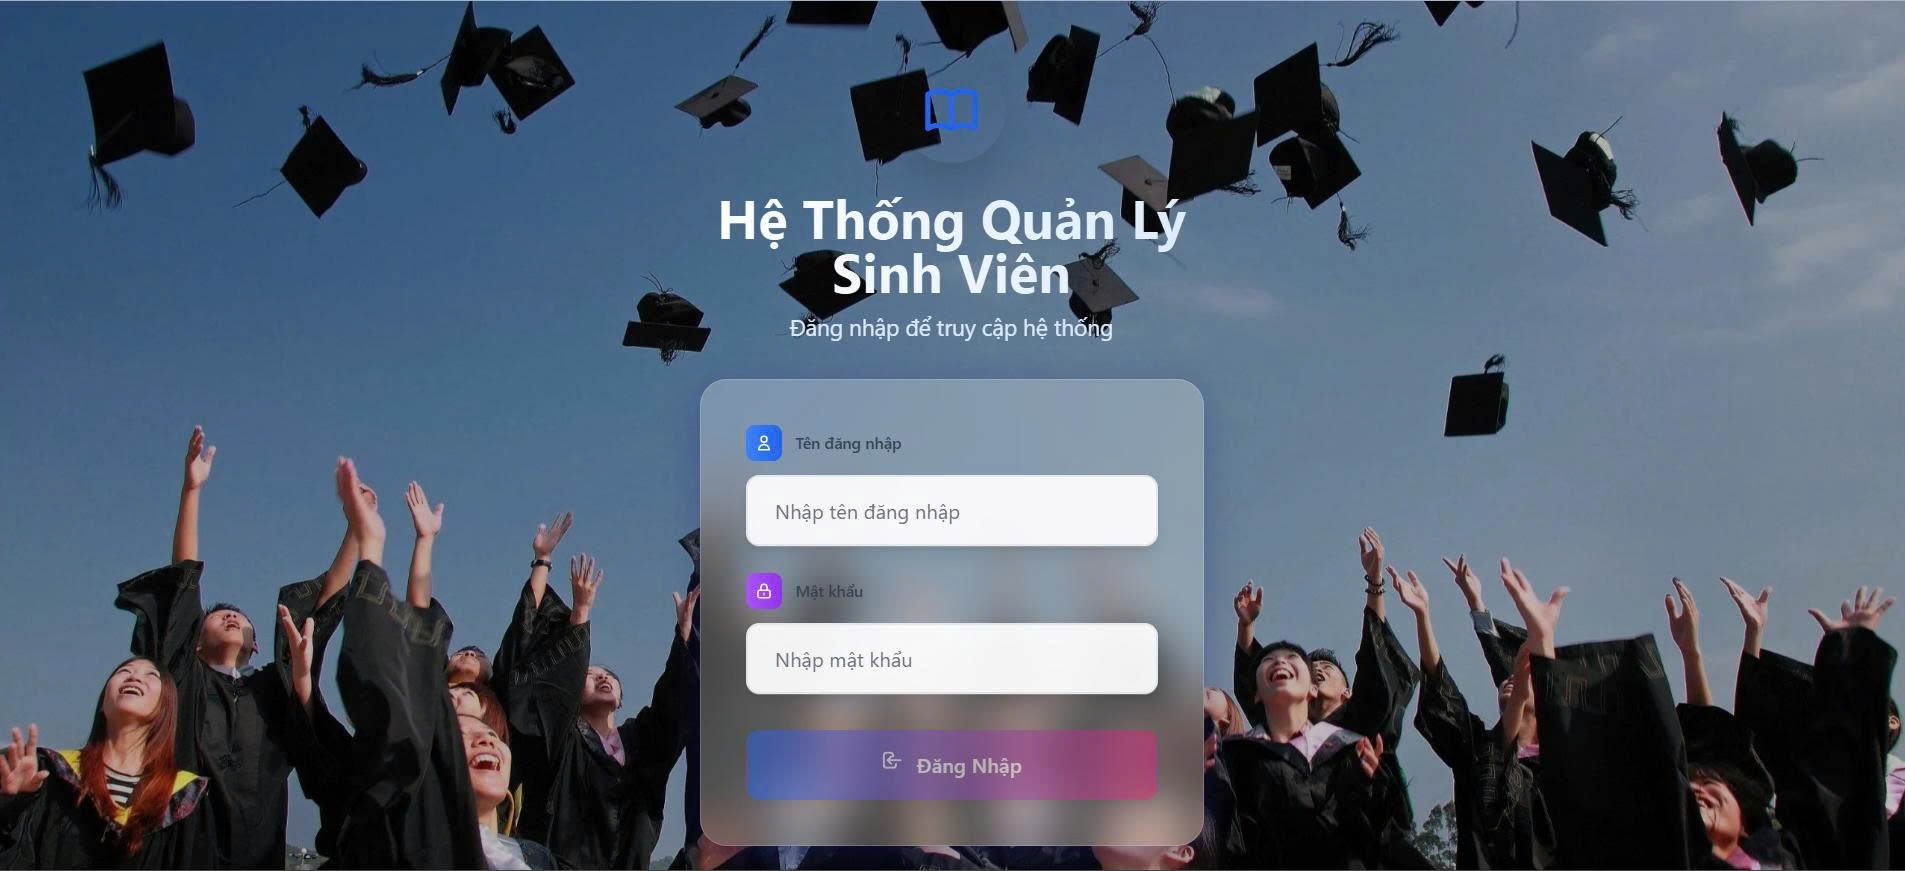 Hệ Thống Quản Lý
Sinh Viên
Đăng nhập để truy cập hệ thống
Tên đăng nhập
Nhập tên đăng nhập
Mật khẩu
Nhập mật khẩu
Đăng Nhập